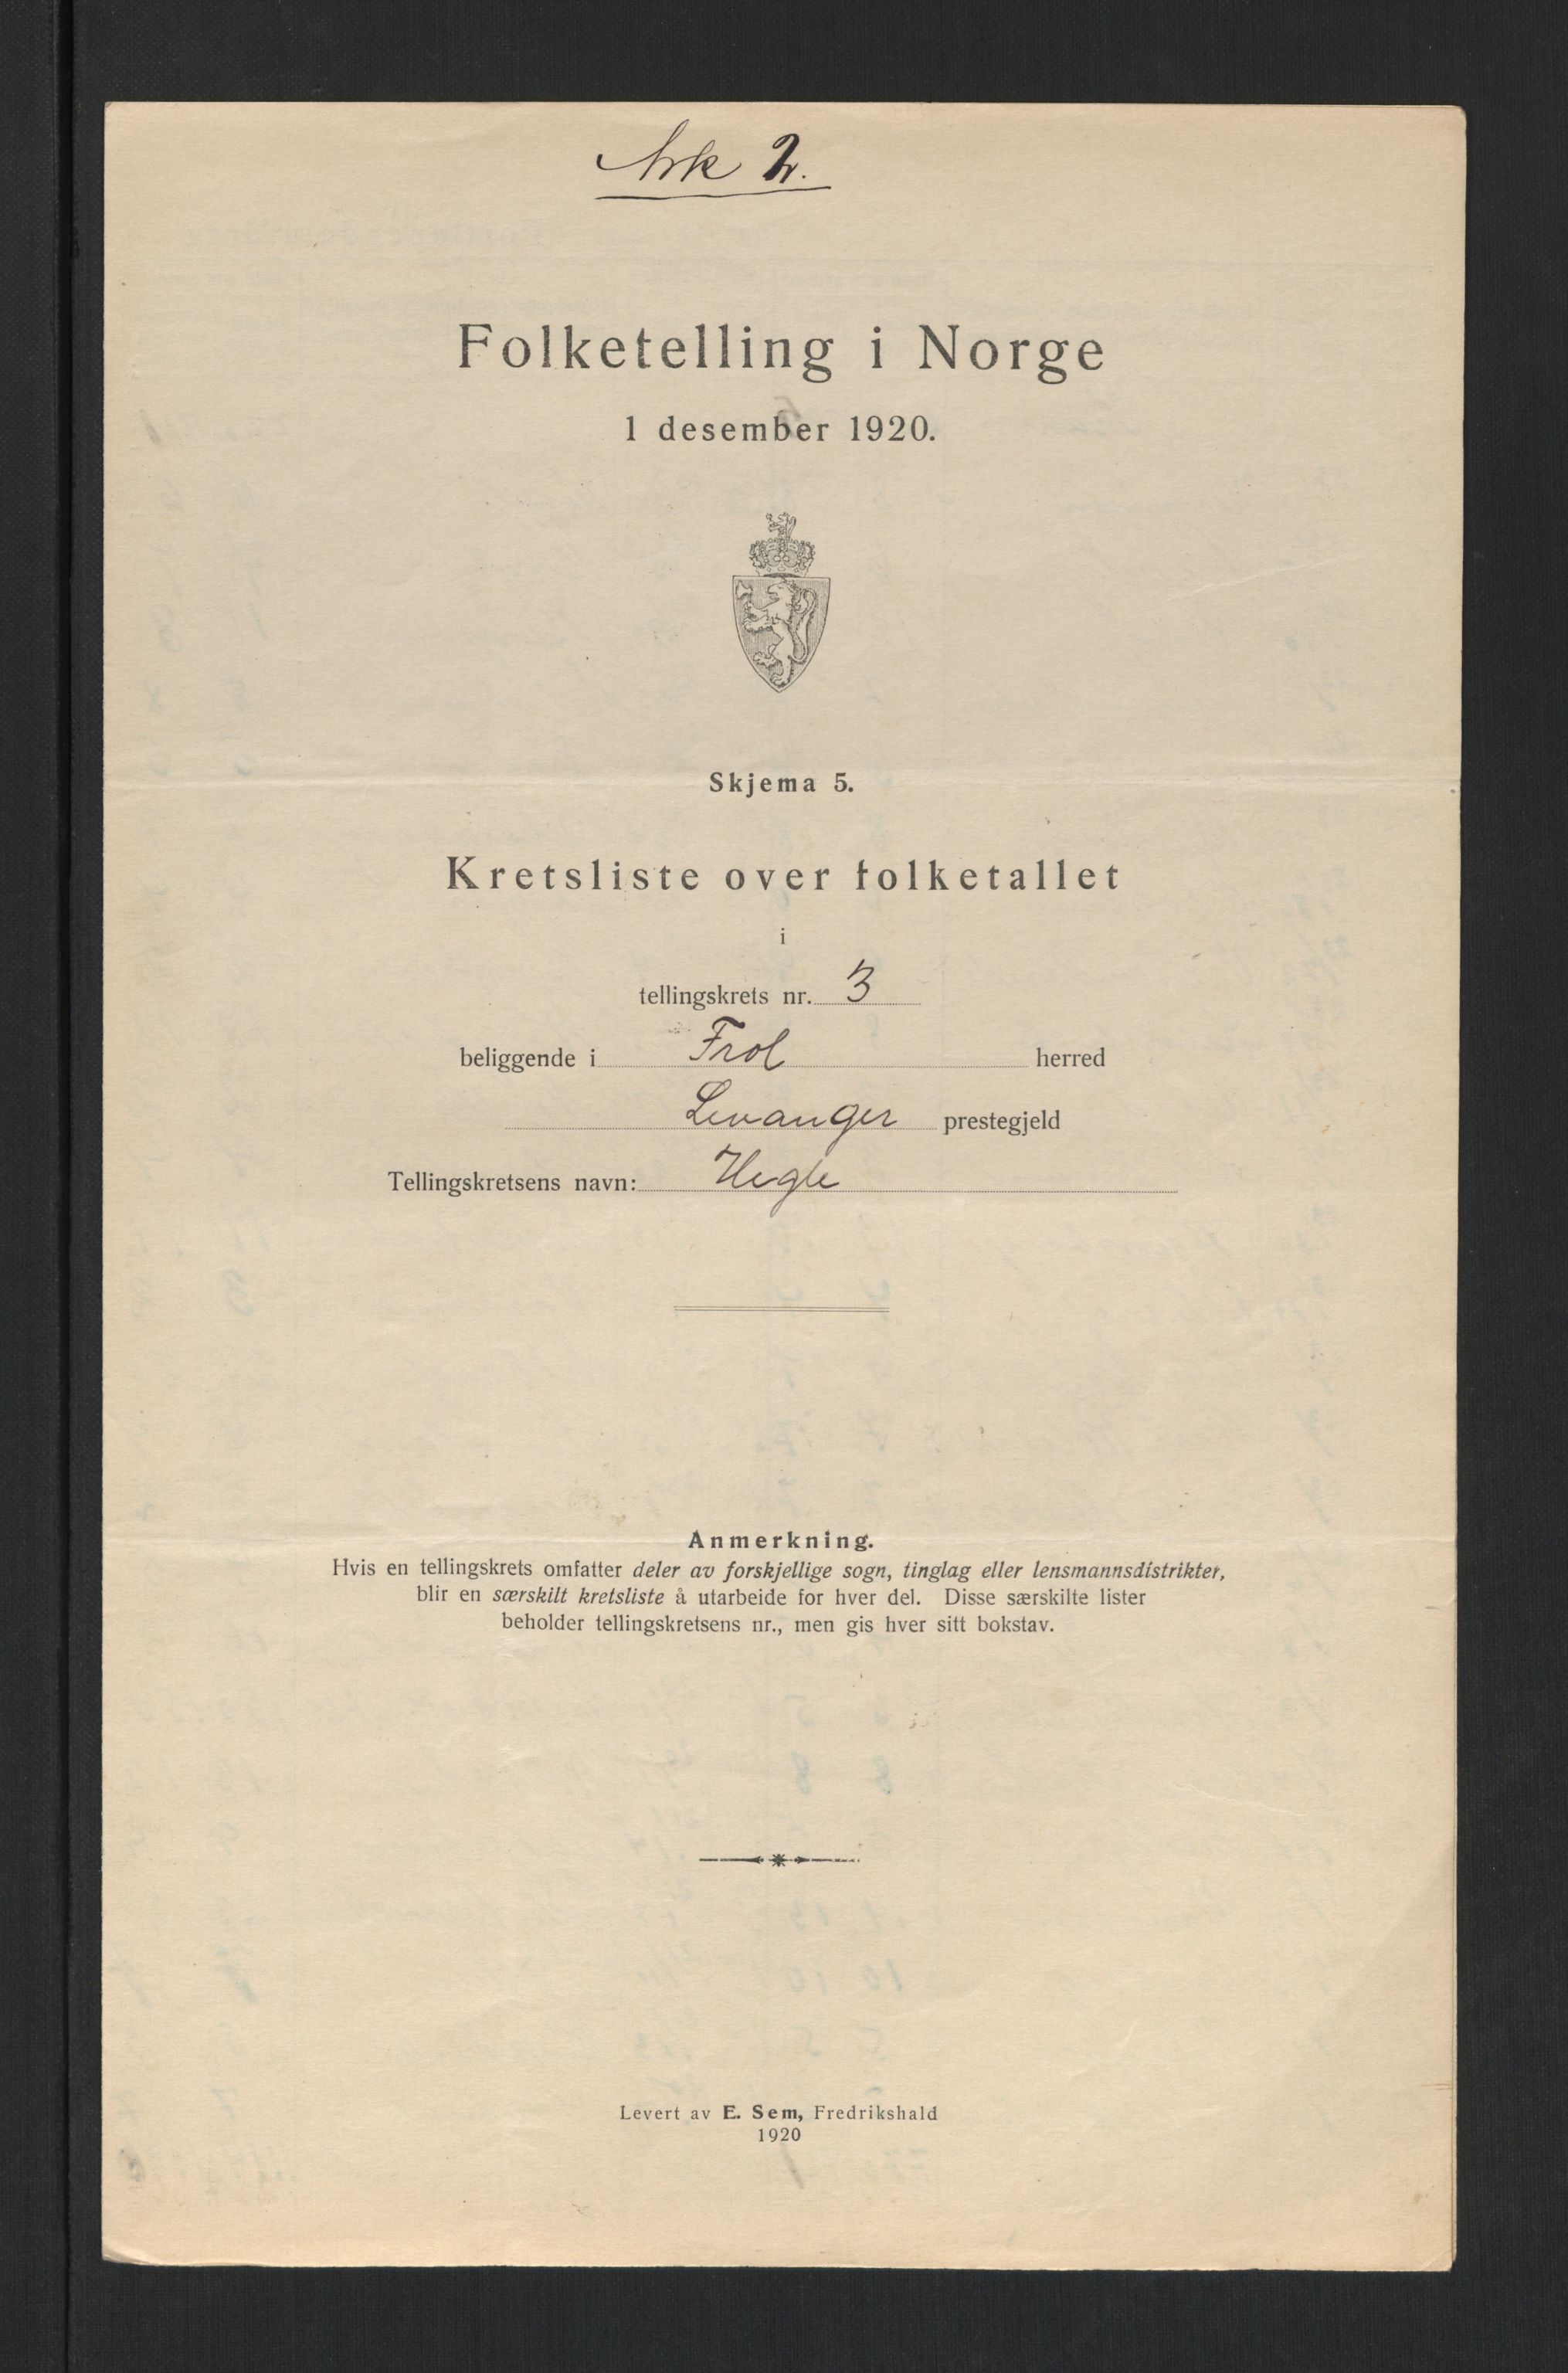 Ark 2.
Folketelling i Norge
1 desember 1920.
Skjema 5.
Kretsliste over folketallet
i
tellingskrets nr. 3
beliggende i Frol herred
Levanger prestegjeld
Tellingskretsens navn: Hegle
Anmerkning.
Hvis en tellingskrets omfatter deler av forskjellige sogn, tinglag eller lensmannsdistrikter,
blir en særskilt kretsliste å utarbeide for hver del. Disse særskilte lister
beholder tellingskretsens nr., men gis hver sitt bokstav.
Levert av E. Sem, Fredrikshald
1920